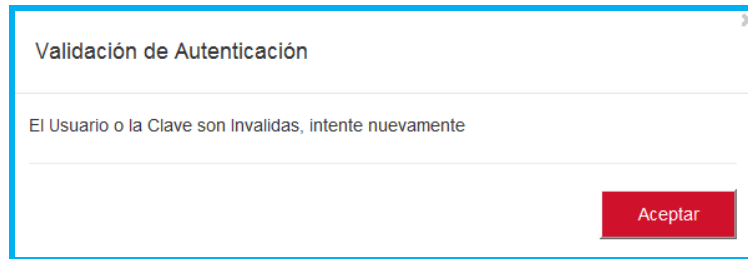 Validación de Autenticación
El Usuario o la Clave son Invalidas, intente nuevamente
Aceptar